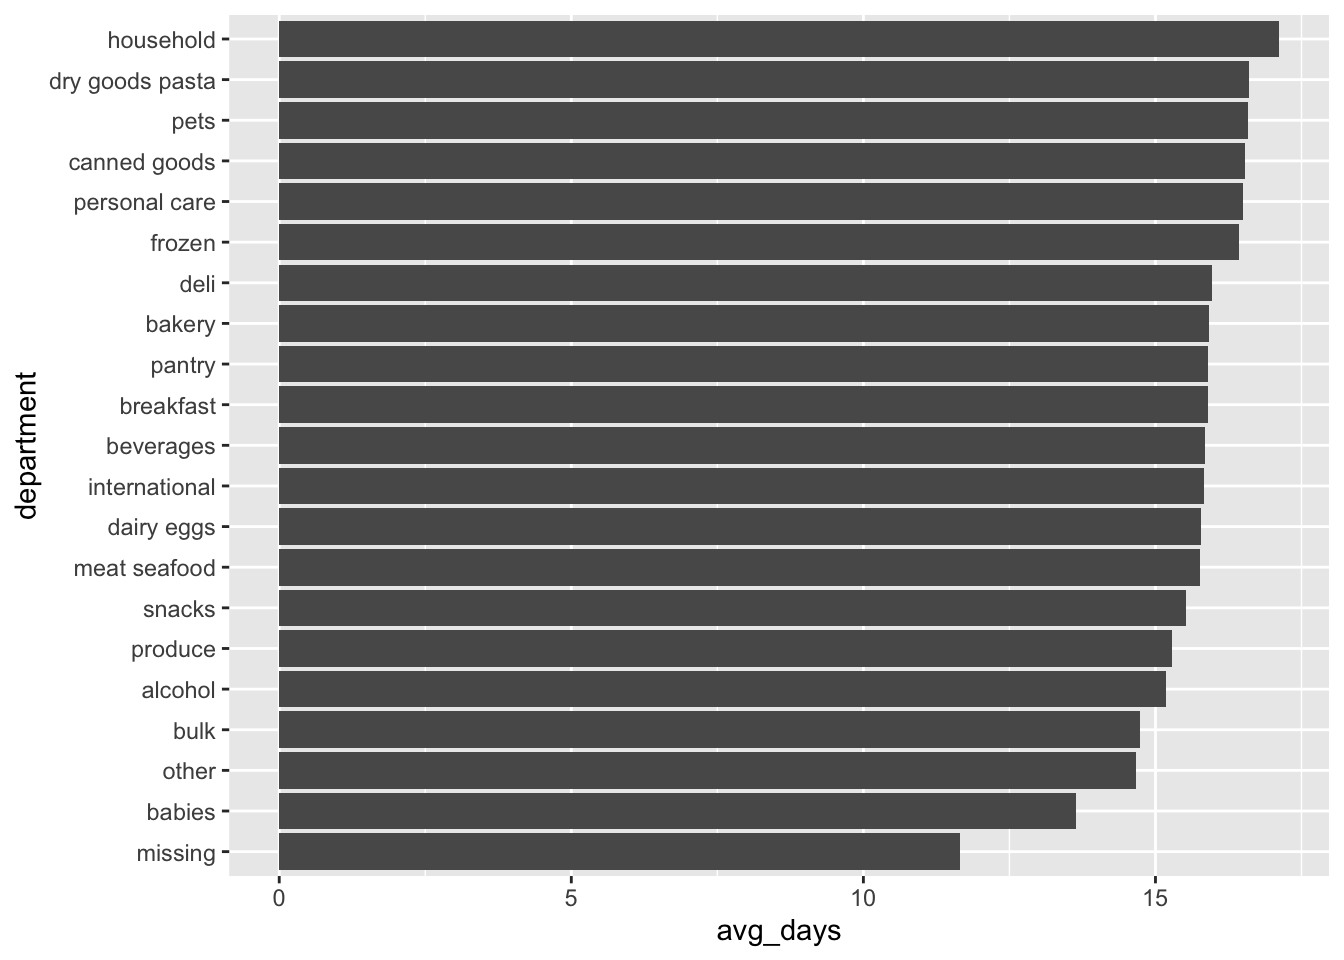 household
dry goods pasta
pets
canned goods
personal care
frozen
deli
bakery
pantry
breakfast
beverages
international
dairy eggs
meat seafood
snacks
produce
alcohol
bulk
other
babies
missing
department
0 5 10 15
avg_days